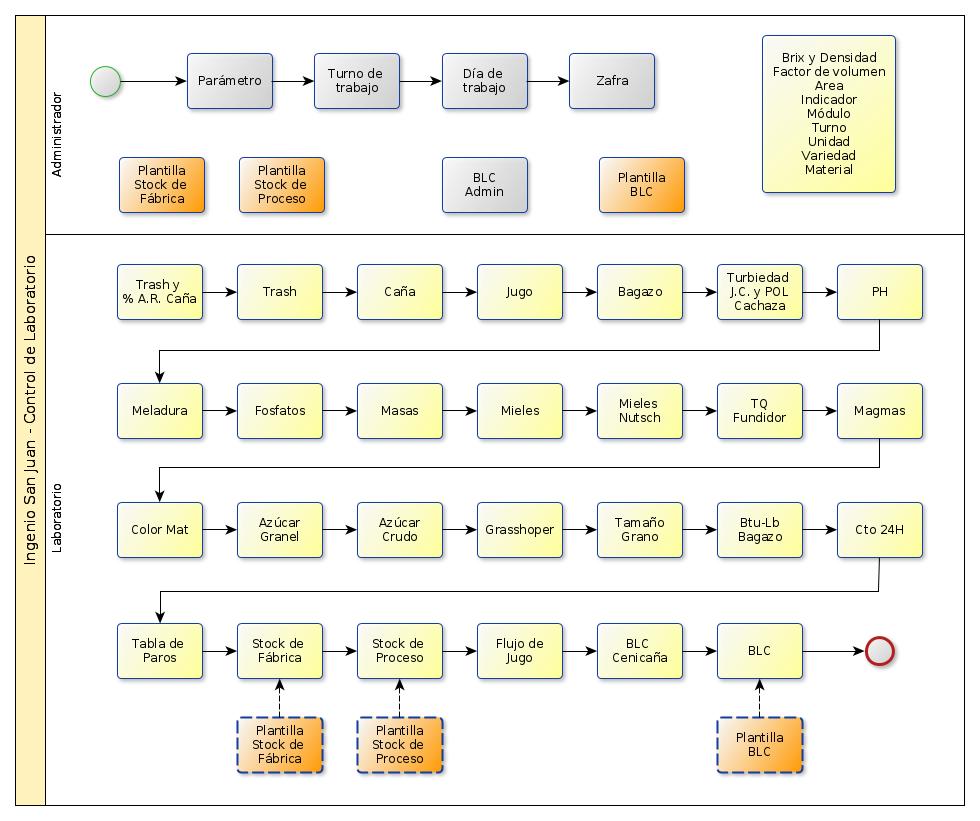 Ingenio San Juan - Control de Laboratorio
Administrador
Parámetro
Turno de
trabajo
Día de
trabajo
Zafra
Brix y Densidad
Factor de volumen
Area
Indicador
Módulo
Turno
Unidad
Variedad
Material
Plantilla
Stock de
Fábrica
Plantilla
Stock de
Proceso
BLC
Admin
Plantilla
BLC
Laboratorio
Trash y
% A.R. Caña
Trash
Caña
Jugo
Bagazo
Turbiedad
J.C. y POL
Cachaza
PH
Meladura
Fosfatos
Masas
Mieles
Mieles
Nutsch
TQ
Fundidor
Magmas
Color Mat
Azúcar
Granel
Azúcar
Crudo
Grasshoper
Tamaño
Grano
Btu-Lb
Bagazo
Cto 24H
Tabla de
Paros
Stock de
Fábrica
Stock de
Proceso
Flujo de
Jugo
BLC
Cenicaña
BLC
Plantilla
Stock de
Fábrica
Plantilla
Stock de
Proceso
Plantilla
BLC